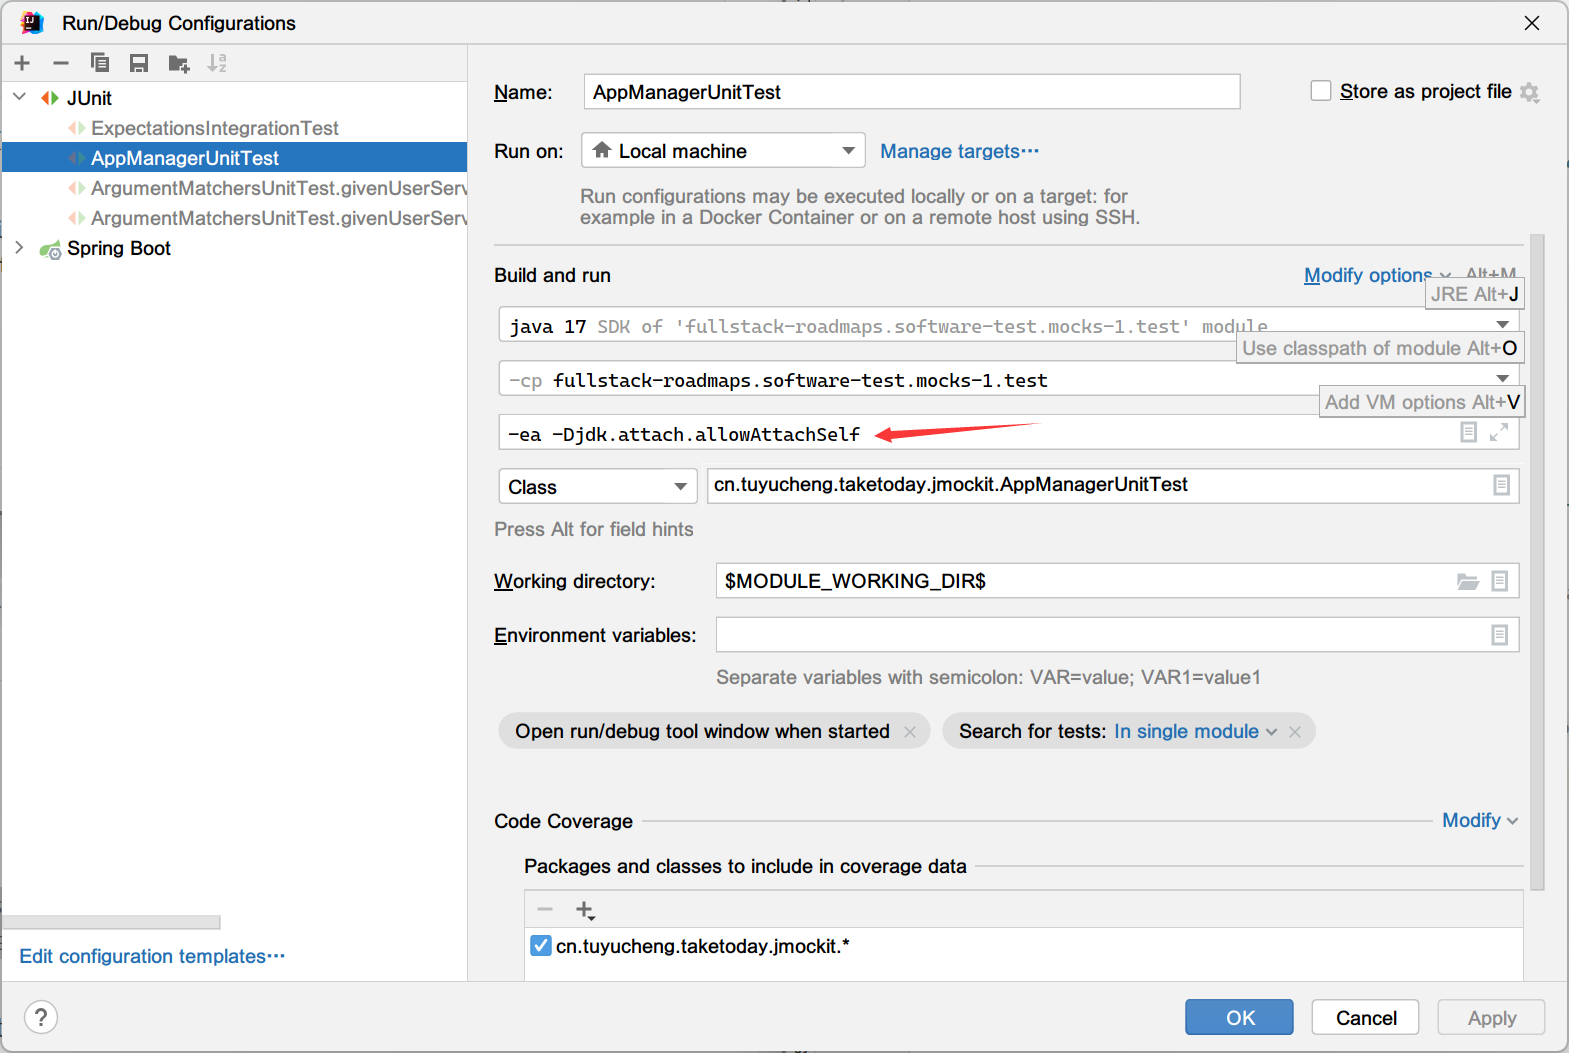 Run/Debug Configurations
JUnit
ExpectationsIntegrationTest
AppManagerUnitTest
ArgumentMatchersUnitTest.givenUserServ
ArgumentMatchersUnitTest.givenUserServ
Spring Boot
Edit configuration templates...
Name: AppManagerUnitTest
Store as project file
Run on: Local machine Manage targets...
Run configurations may be executed locally or on a target: for
example in a Docker Container or on a remote host using SSH.
Build and run Modify options Alt+M
JRE Alt+J
java 17 SDK of 'fullstack-roadmaps.software-test.mocks-1.test' module
Use classpath of module Alt+O
-cp fullstack-roadmaps.software-test.mocks-1.test
Add VM options Alt+V
-ea -Djdk.attach.allowAttachSelf
Class cn.tuyucheng.taketoday.jmockit.AppManagerUnitTest
Press Alt for field hints
Working directory: $MODULE_WORKING_DIR$
Environment variables:
Separate variables with semicolon: VAR=value; VAR1=value1
Open run/debug tool window when started Search for tests: In single module
Code Coverage Modify
Packages and classes to include in coverage data
cn.tuyucheng.taketoday.jmockit.*
? OK Cancel Apply